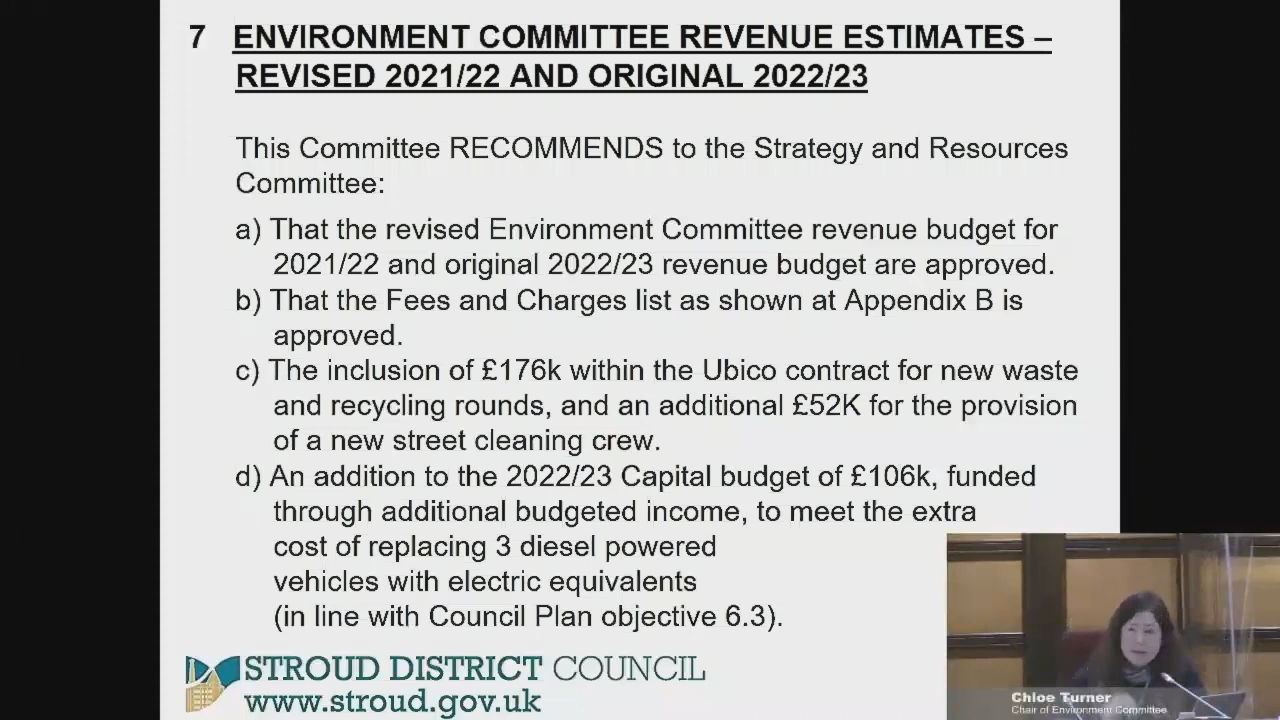 7 ENVIRONMENT COMMITTEE REVENUE ESTIMATES –
REVISED 2021/22 AND ORIGINAL 2022/23
This Committee RECOMMENDS to the Strategy and Resources
Committee:
a) That the revised Environment Committee revenue budget for
2021/22 and original 2022/23 revenue budget are approved.
b) That the Fees and Charges list as shown at Appendix B is
approved.
c) The inclusion of £176k within the Ubico contract for new waste
and recycling rounds, and an additional £52K for the provision
of a new street cleaning crew.
d) An addition to the 2022/23 Capital budget of £106k, funded
through additional budgeted income, to meet the extra
cost of replacing 3 diesel powered
vehicles with electric equivalents
(in line with Council Plan objective 6.3).
STROUD DISTRICT COUNCIL
www.stroud.gov.uk
Chloe Turner
Chair of Environment Committee